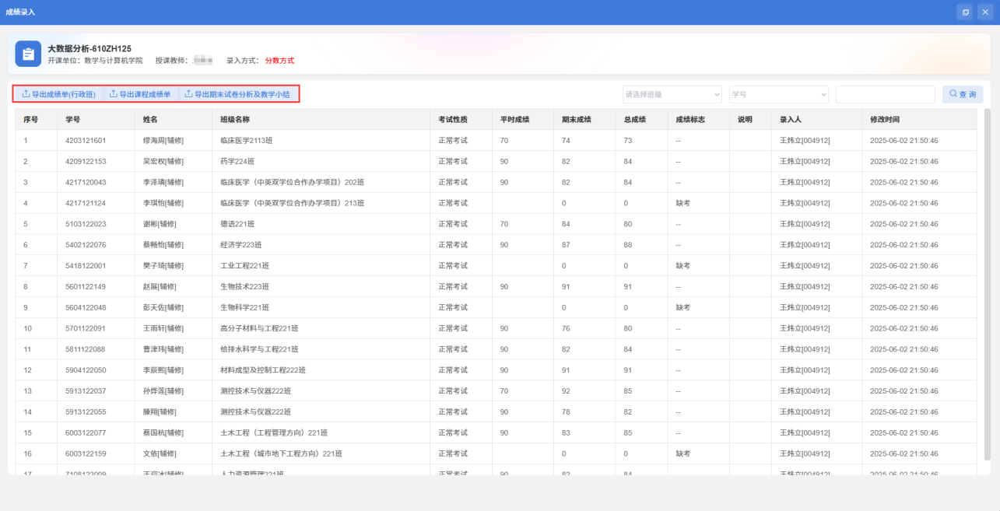 成绩录入
大数据分析-610ZH125
开课单位: 数学与计算机学院 授课教师: 录入方式: 分数方式
导出成绩单(行政班) 导出课程成绩单 导出期末试卷分析及教学小结 请选择班级 学号 查 询
序号 学号 姓名 班级名称 考试性质 平时成绩 期末成绩 总成绩 成绩标志 说明 录入人 修改时间
1 4203121601 缪海周[辅修] 临床医学2113班 正常考试 70 74 73 -- 王炜立[004912] 2025-06-02 21:50:46
2 4209122153 吴宏权[辅修] 药学224班 正常考试 90 82 84 -- 王炜立[004912] 2025-06-02 21:50:46
3 4217120043 李泽璘[辅修] 临床医学（中英双学位合作办学项目）202班 正常考试 90 82 84 -- 王炜立[004912] 2025-06-02 21:50:46
4 4217121124 李琪怡[辅修] 临床医学（中英双学位合作办学项目）213班 正常考试 0 0 缺考 王炜立[004912] 2025-06-02 21:50:46
5 5103122023 谢彬[辅修] 德语221班 正常考试 70 84 80 -- 王炜立[004912] 2025-06-02 21:50:46
6 5402122076 蔡畅怡[辅修] 经济学223班 正常考试 90 87 88 -- 王炜立[004912] 2025-06-02 21:50:46
7 5418122001 樊子琦[辅修] 工业工程221班 正常考试 0 0 缺考 王炜立[004912] 2025-06-02 21:50:46
8 5601122149 赵展[辅修] 生物技术223班 正常考试 90 91 91 -- 王炜立[004912] 2025-06-02 21:50:46
9 5604122048 彭天佐[辅修] 生物科学221班 正常考试 0 0 缺考 王炜立[004912] 2025-06-02 21:50:46
10 5701122091 王雨轩[辅修] 高分子材料与工程221班 正常考试 90 76 80 -- 王炜立[004912] 2025-06-02 21:50:46
11 5811122088 曹津玮[辅修] 给排水科学与工程221班 正常考试 90 82 84 -- 王炜立[004912] 2025-06-02 21:50:46
12 5904122050 李辰熙[辅修] 材料成型及控制工程222班 正常考试 90 91 91 -- 王炜立[004912] 2025-06-02 21:50:46
13 5913122037 孙烨莲[辅修] 测控技术与仪器222班 正常考试 70 92 85 -- 王炜立[004912] 2025-06-02 21:50:46
14 5913122055 滕翔[辅修] 测控技术与仪器222班 正常考试 90 78 82 -- 王炜立[004912] 2025-06-02 21:50:46
15 6003122077 蔡国杭[辅修] 土木工程（工程管理方向）221班 正常考试 90 83 85 -- 王炜立[004912] 2025-06-02 21:50:46
16 6003122159 文依[辅修] 土木工程（城市地下工程方向）221班 正常考试 0 0 缺考 王炜立[004912] 2025-06-02 21:50:46
17 7108122009 [辅修] 人力资源管理221班 正常考试 90 82 84 王炜立[004912] 2025-06-02 21:50:46